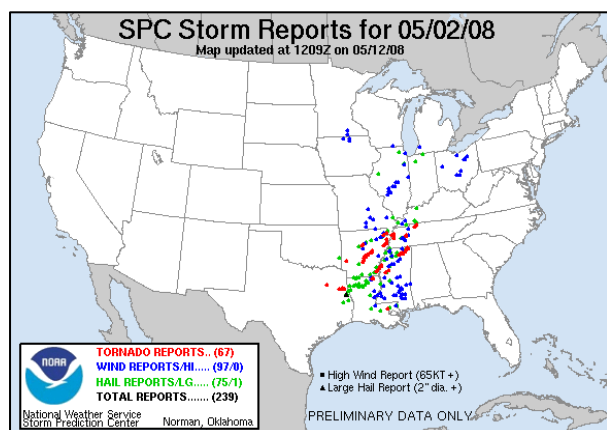 SPC Storm Reports for 05/02/08
Map updated at 1209Z on 05/12/08
NOAA
TORNADO REPORTS.. (67)
WIND REPORTS/HI..... (97/0)
HAIL REPORTS/LG..... (75/1)
TOTAL REPORTS....... (239)
National Weather Service
Storm Prediction Center Norman, Oklahoma
High Wind Report (65KT +)
Large Hail Report (2" dia. +)
PRELIMINARY DATA ONLY